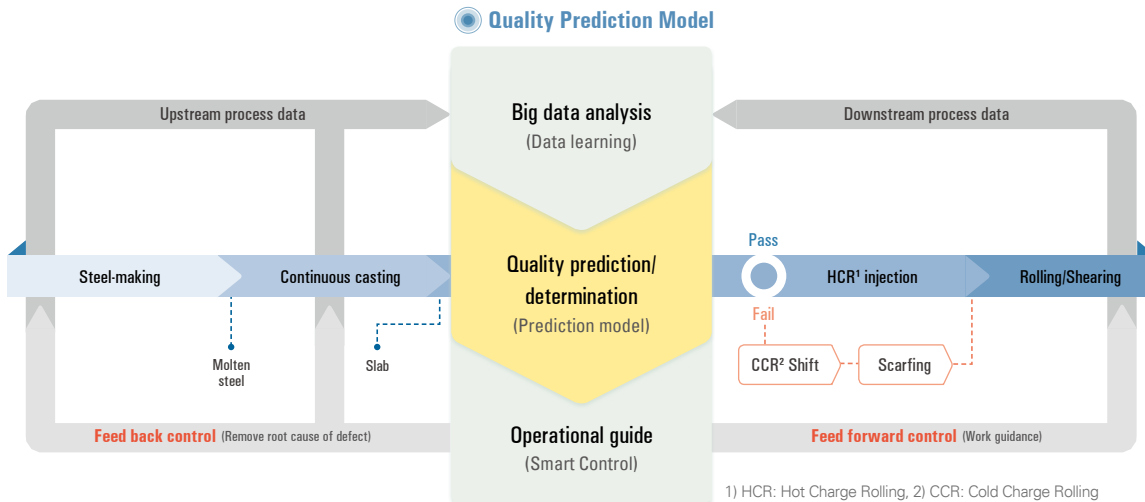 Quality Prediction Model
Upstream process data
Big data analysis
(Data learning)
Downstream process data
Steel-making
Continuous casting
Quality prediction/
determination
(Prediction model)
Pass
HCR¹ injection
Rolling/Shearing
Fail
Molten
steel
Slab
CCR² Shift
Scarfing
Feed back control (Remove root cause of defect)
Operational guide
(Smart Control)
Feed forward control (Work guidance)
1) HCR: Hot Charge Rolling, 2) CCR: Cold Charge Rolling